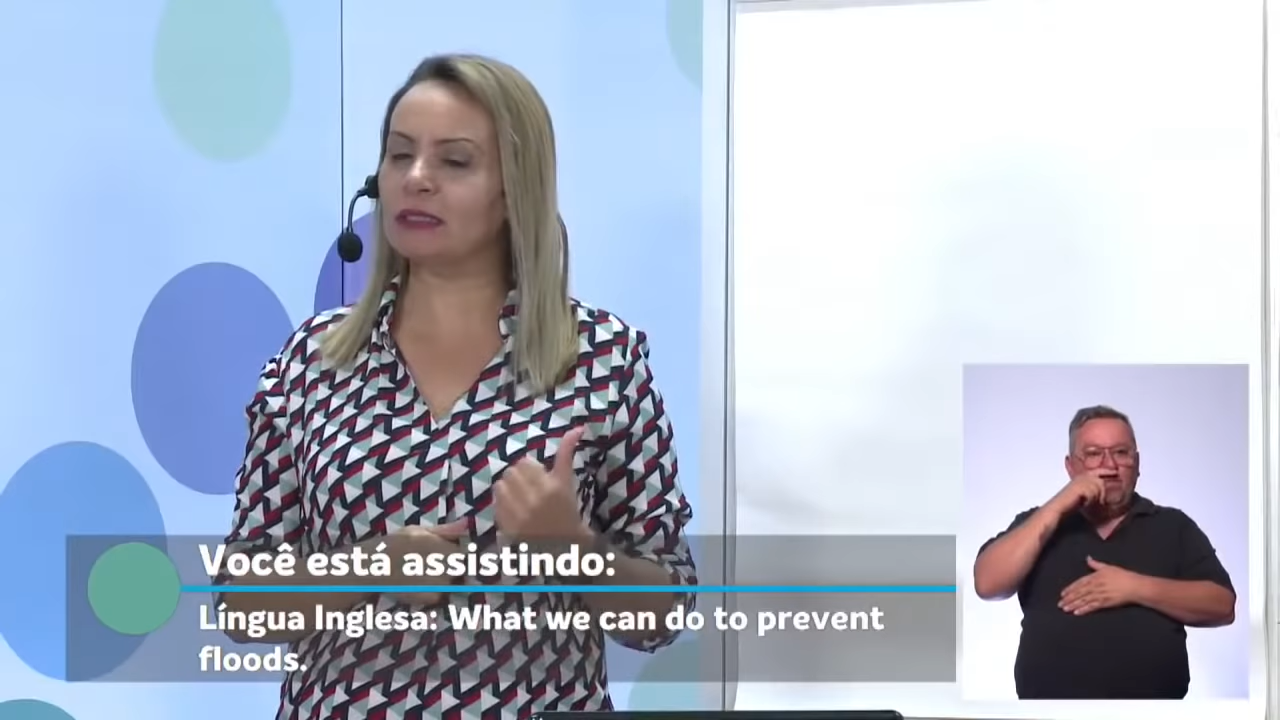 Você está assistindo:
Língua Inglesa: What we can do to prevent
floods.